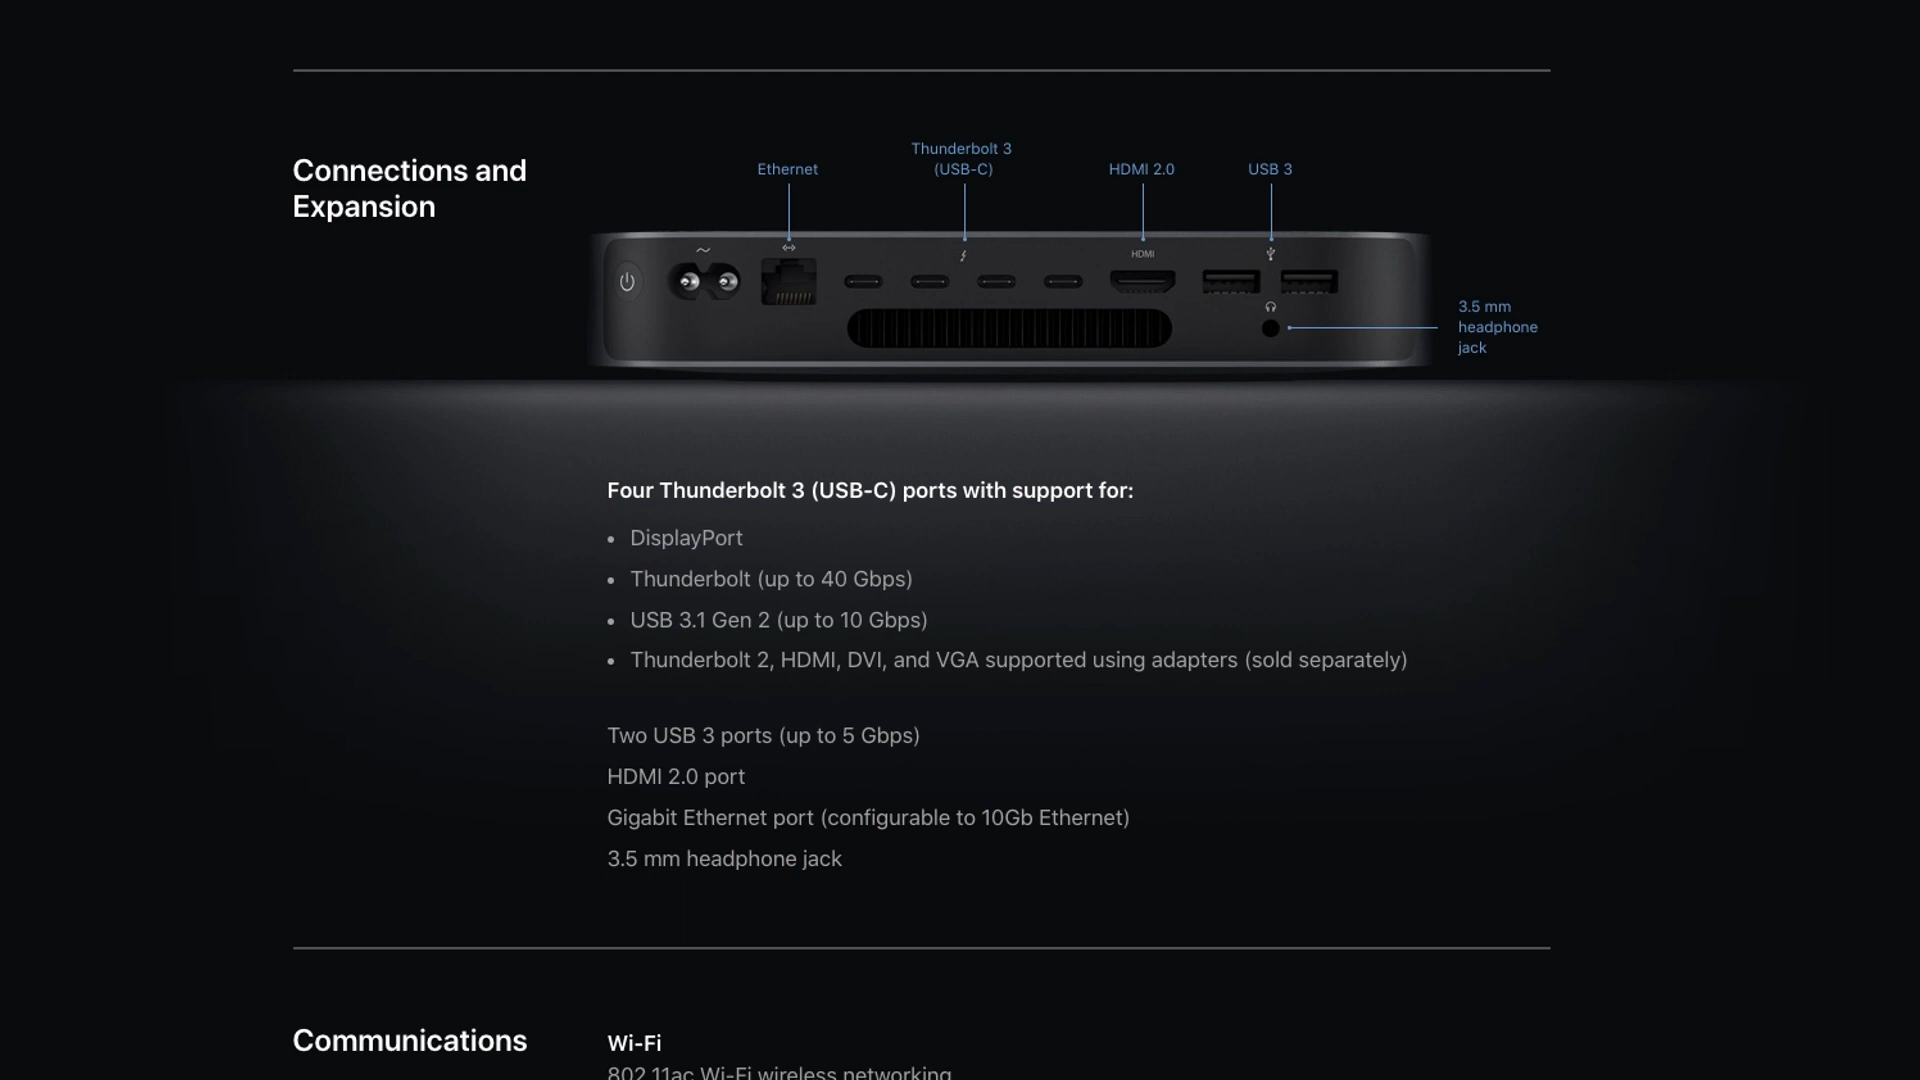 Connections and
Expansion
Ethernet
Thunderbolt 3
(USB-C)
HDMI 2.0
USB 3
HDMI
3.5 mm
headphone
jack
Four Thunderbolt 3 (USB-C) ports with support for:
• DisplayPort
• Thunderbolt (up to 40 Gbps)
• USB 3.1 Gen 2 (up to 10 Gbps)
• Thunderbolt 2, HDMI, DVI, and VGA supported using adapters (sold separately)
Two USB 3 ports (up to 5 Gbps)
HDMI 2.0 port
Gigabit Ethernet port (configurable to 10Gb Ethernet)
3.5 mm headphone jack
Communications
Wi-Fi
802.11ac Wi-Fi wireless networking